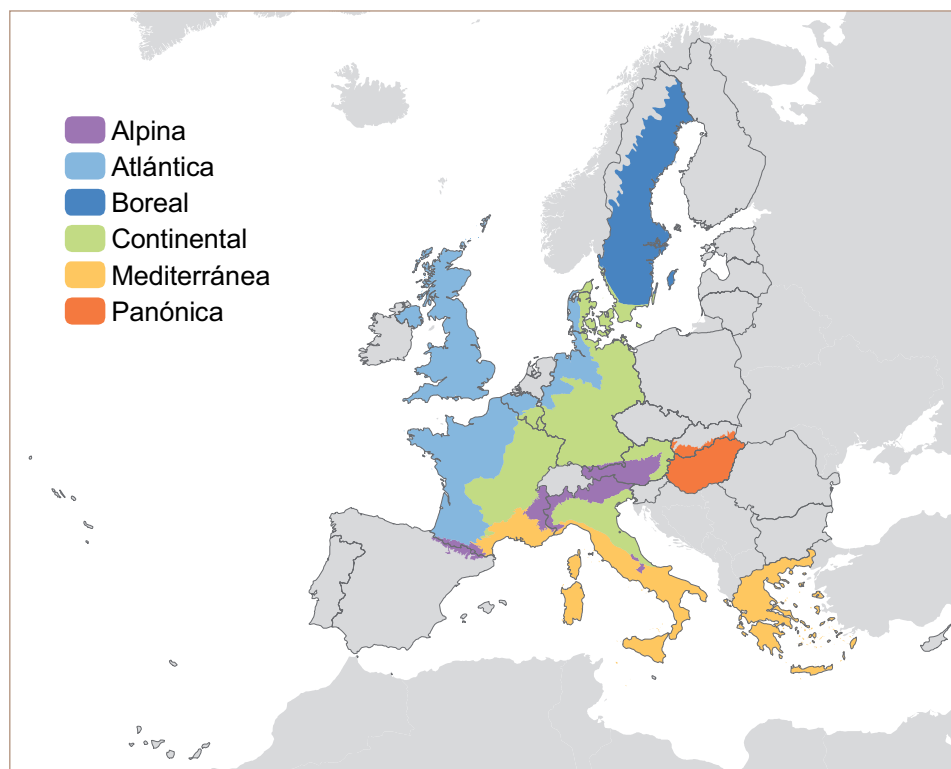 Alpina
Atlántica
Boreal
Continental
Mediterránea
Panónica